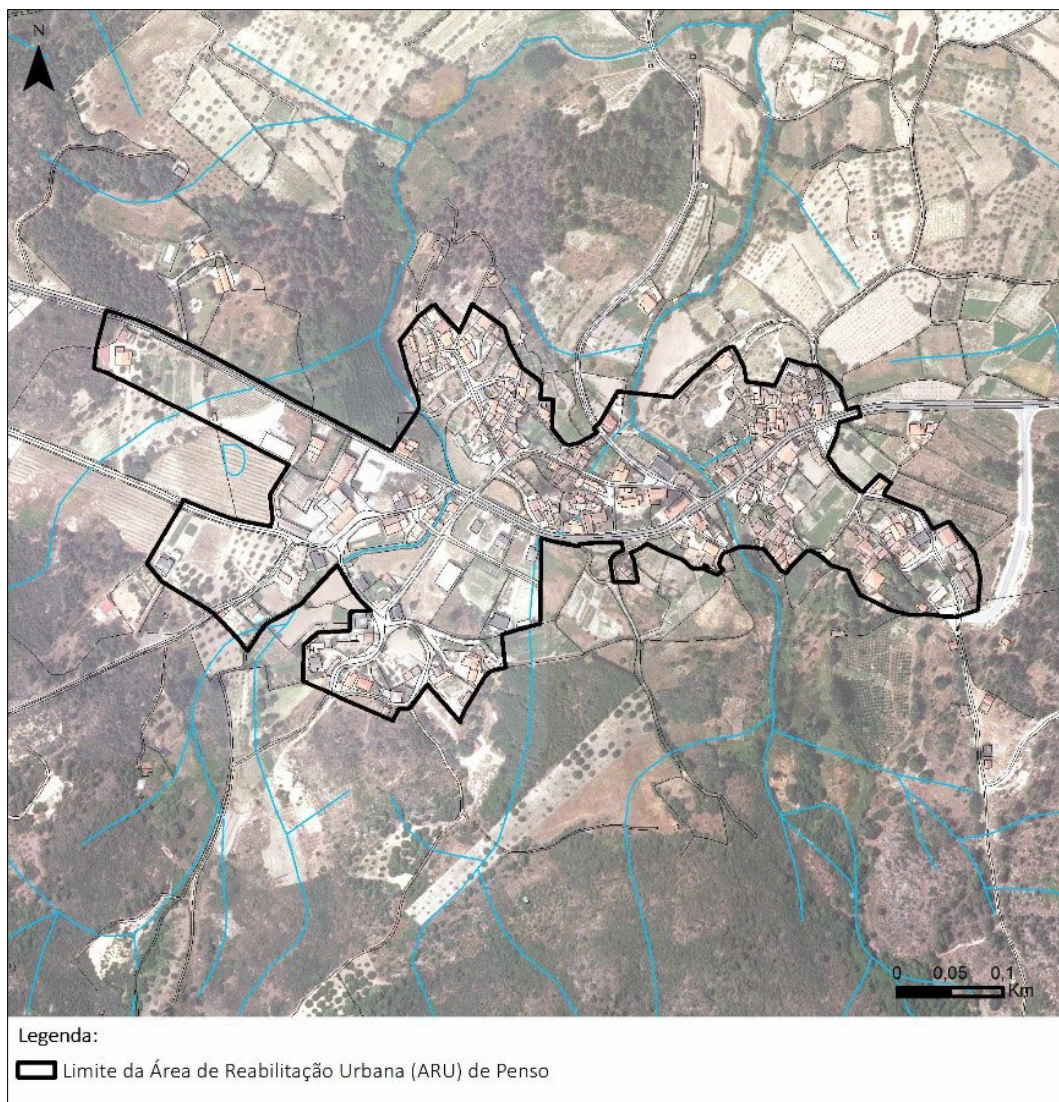 N
0 0,05 0,1
Km
Legenda:
Limite da Área de Reabilitação Urbana (ARU) de Penso